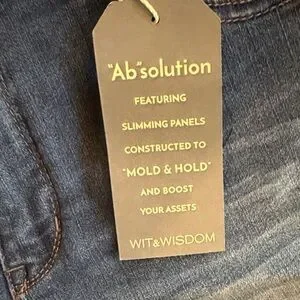 "Ab"solution
FEATURING
SLIMMING PANELS
CONSTRUCTED TO
"MOLD & HOLD"
AND BOOST
YOUR ASSETS
WIT&WISDOM